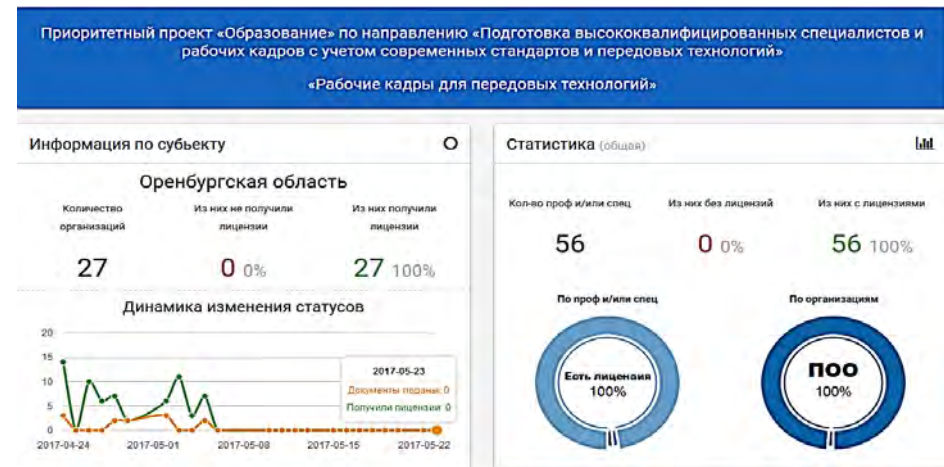 Приоритетный проект «Образование» по направлению «Подготовка высококвалифицированных специалистов и
рабочих кадров с учетом современных стандартов и передовых технологий»
«Рабочие кадры для передовых технологий»
Информация по субьекту
Оренбургская область
Количество организаций
Из них не получили лицензии
Из них получили лицензии
27
0 0%
27 100%
Динамика изменения статусов
20
15
10
5
0
2017-05-23
Документы поданы: 0
Получили лицензии: 0
2017-04-24
2017-05-01
2017-05-08
2017-05-15
2017-05-22
Статистика (общая)
Кол-во проф и/или спец
Из них без лицензий
Из них с лицензиями
56
0 0%
56 100%
По проф и/или спец
По организациям
Есть лицензия
100%
ПОО
100%